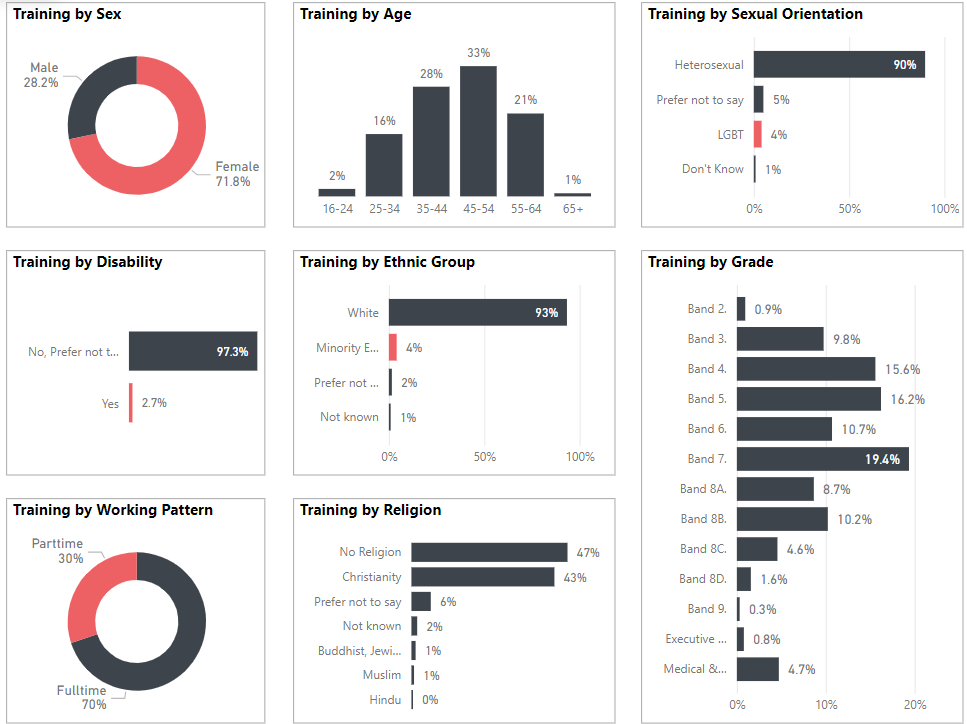 Training by Sex
Male
28.2%
Female
71.8%
Training by Age
2%
16%
28%
33%
21%
1%
16-24 25-34 35-44 45-54 55-64 65+
Training by Sexual Orientation
Heterosexual 90%
Prefer not to say 5%
LGBT 4%
Don't Know 1%
0% 50% 100%
Training by Disability
No, Prefer not t... 97.3%
Yes 2.7%
Training by Ethnic Group
White 93%
Minority E... 4%
Prefer not ... 2%
Not known 1%
0% 50% 100%
Training by Grade
Band 2. 0.9%
Band 3. 9.8%
Band 4. 15.6%
Band 5. 16.2%
Band 6. 10.7%
Band 7. 19.4%
Band 8A. 8.7%
Band 8B. 10.2%
Band 8C. 4.6%
Band 8D. 1.6%
Band 9. 0.3%
Executive ... 0.8%
Medical &... 4.7%
0% 10% 20%
Training by Working Pattern
Parttime
30%
Fulltime
70%
Training by Religion
No Religion 47%
Christianity 43%
Prefer not to say 6%
Not known 2%
Buddhist, Jewi... 1%
Muslim 1%
Hindu 0%